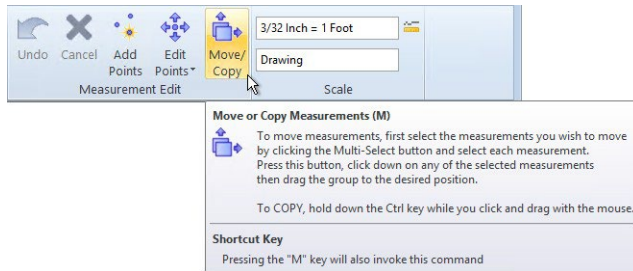 3/32 Inch = 1 Foot
Undo Cancel Add Points Edit Points Move/ Copy
Drawing
Measurement Edit Scale
Move or Copy Measurements (M)
To move measurements, first select the measurements you wish to move
by clicking the Multi-Select button and select each measurement.
Press this button, click down on any of the selected measurements
then drag the group to the desired position.
To COPY, hold down the Ctrl key while you click and drag with the mouse.
Shortcut Key
Pressing the "M" key will also invoke this command